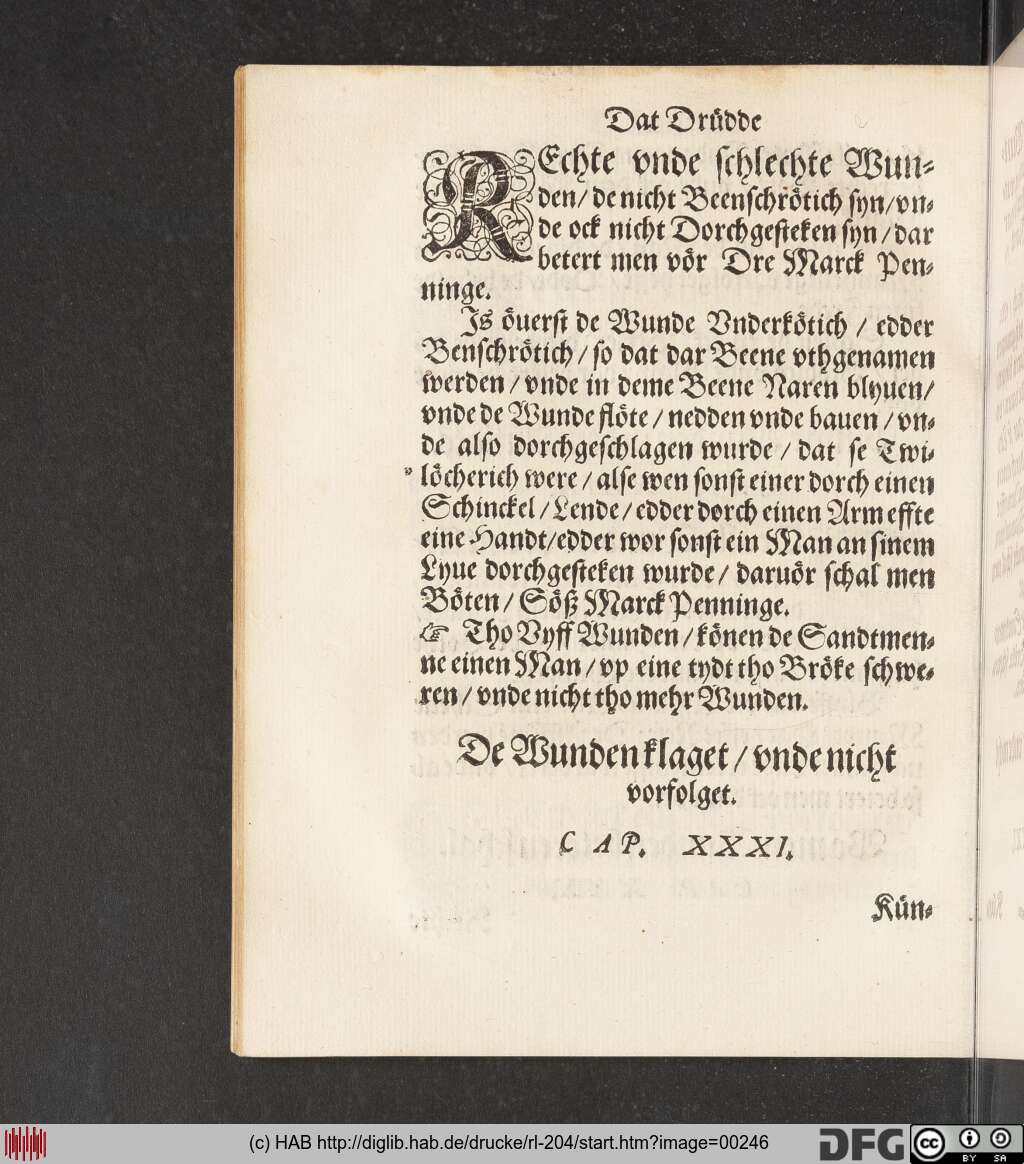 Dat Drüdde
REchte vnde schlechte Wun-
den/ de nicht Beenschrötich syn/ vn-
de ock nicht Dorchgesteken syn / dar
betert men vör Dre Marck Pen-
ninge.
Is öuerst de Wunde Vnderkötich / edder
Benschrötich / so dat dar Beene vthgenamen
werden / vnde in deme Beene Naren blyuen/
vnde de Wunde flöte / nedden vnde bauen / vn-
de also dorchgeschlagen wurde / dat se Twi-
löcherich were / alse wen sonst einer dorch einen
Schinckel / Lende / edder dorch einen Arm effte
eine Handt/edder wor sonst ein Man an sinem
Lyue dorchgesteken wurde / daruör schal men
Böten / Söß Marck Penninge.
☞ Tho Vyff Wunden / könen de Sandtmen-
ne einen Man / vp eine tydt tho Bröke schwe-
ren / vnde nicht tho mehr Wunden.
De Wunden klaget / vnde nicht
vorfolget.
CAP. XXXI.
Kün-
(c) HAB http://diglib.hab.de/drucke/rl-204/start.htm?image=00246
DFG
cc BY SA